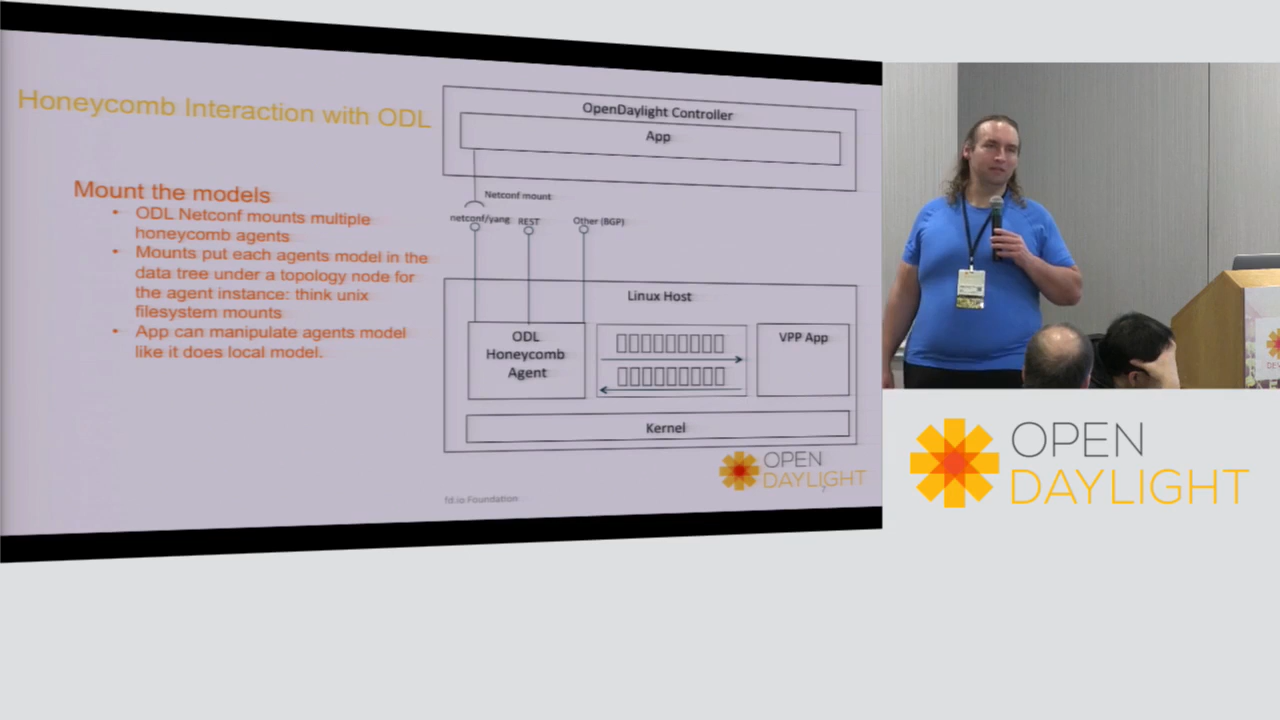 Honeycomb Interaction with ODL
Mount the models
• ODL Netconf mounts multiple
honeycomb agents
• Mounts put each agents model in the
data tree under a topology node for
the agent instance: think unix
filesystem mounts
• App can manipulate agents model
like it does local model.
OpenDaylight Controller
App
Netconf mount
netconf/yang
REST
Other (BGP)
Linux Host
ODL
Honeycomb
Agent
VPP App
Kernel
OPEN
DAYLIGHT
7
fd.io Foundation
OPEN
DAYLIGHT